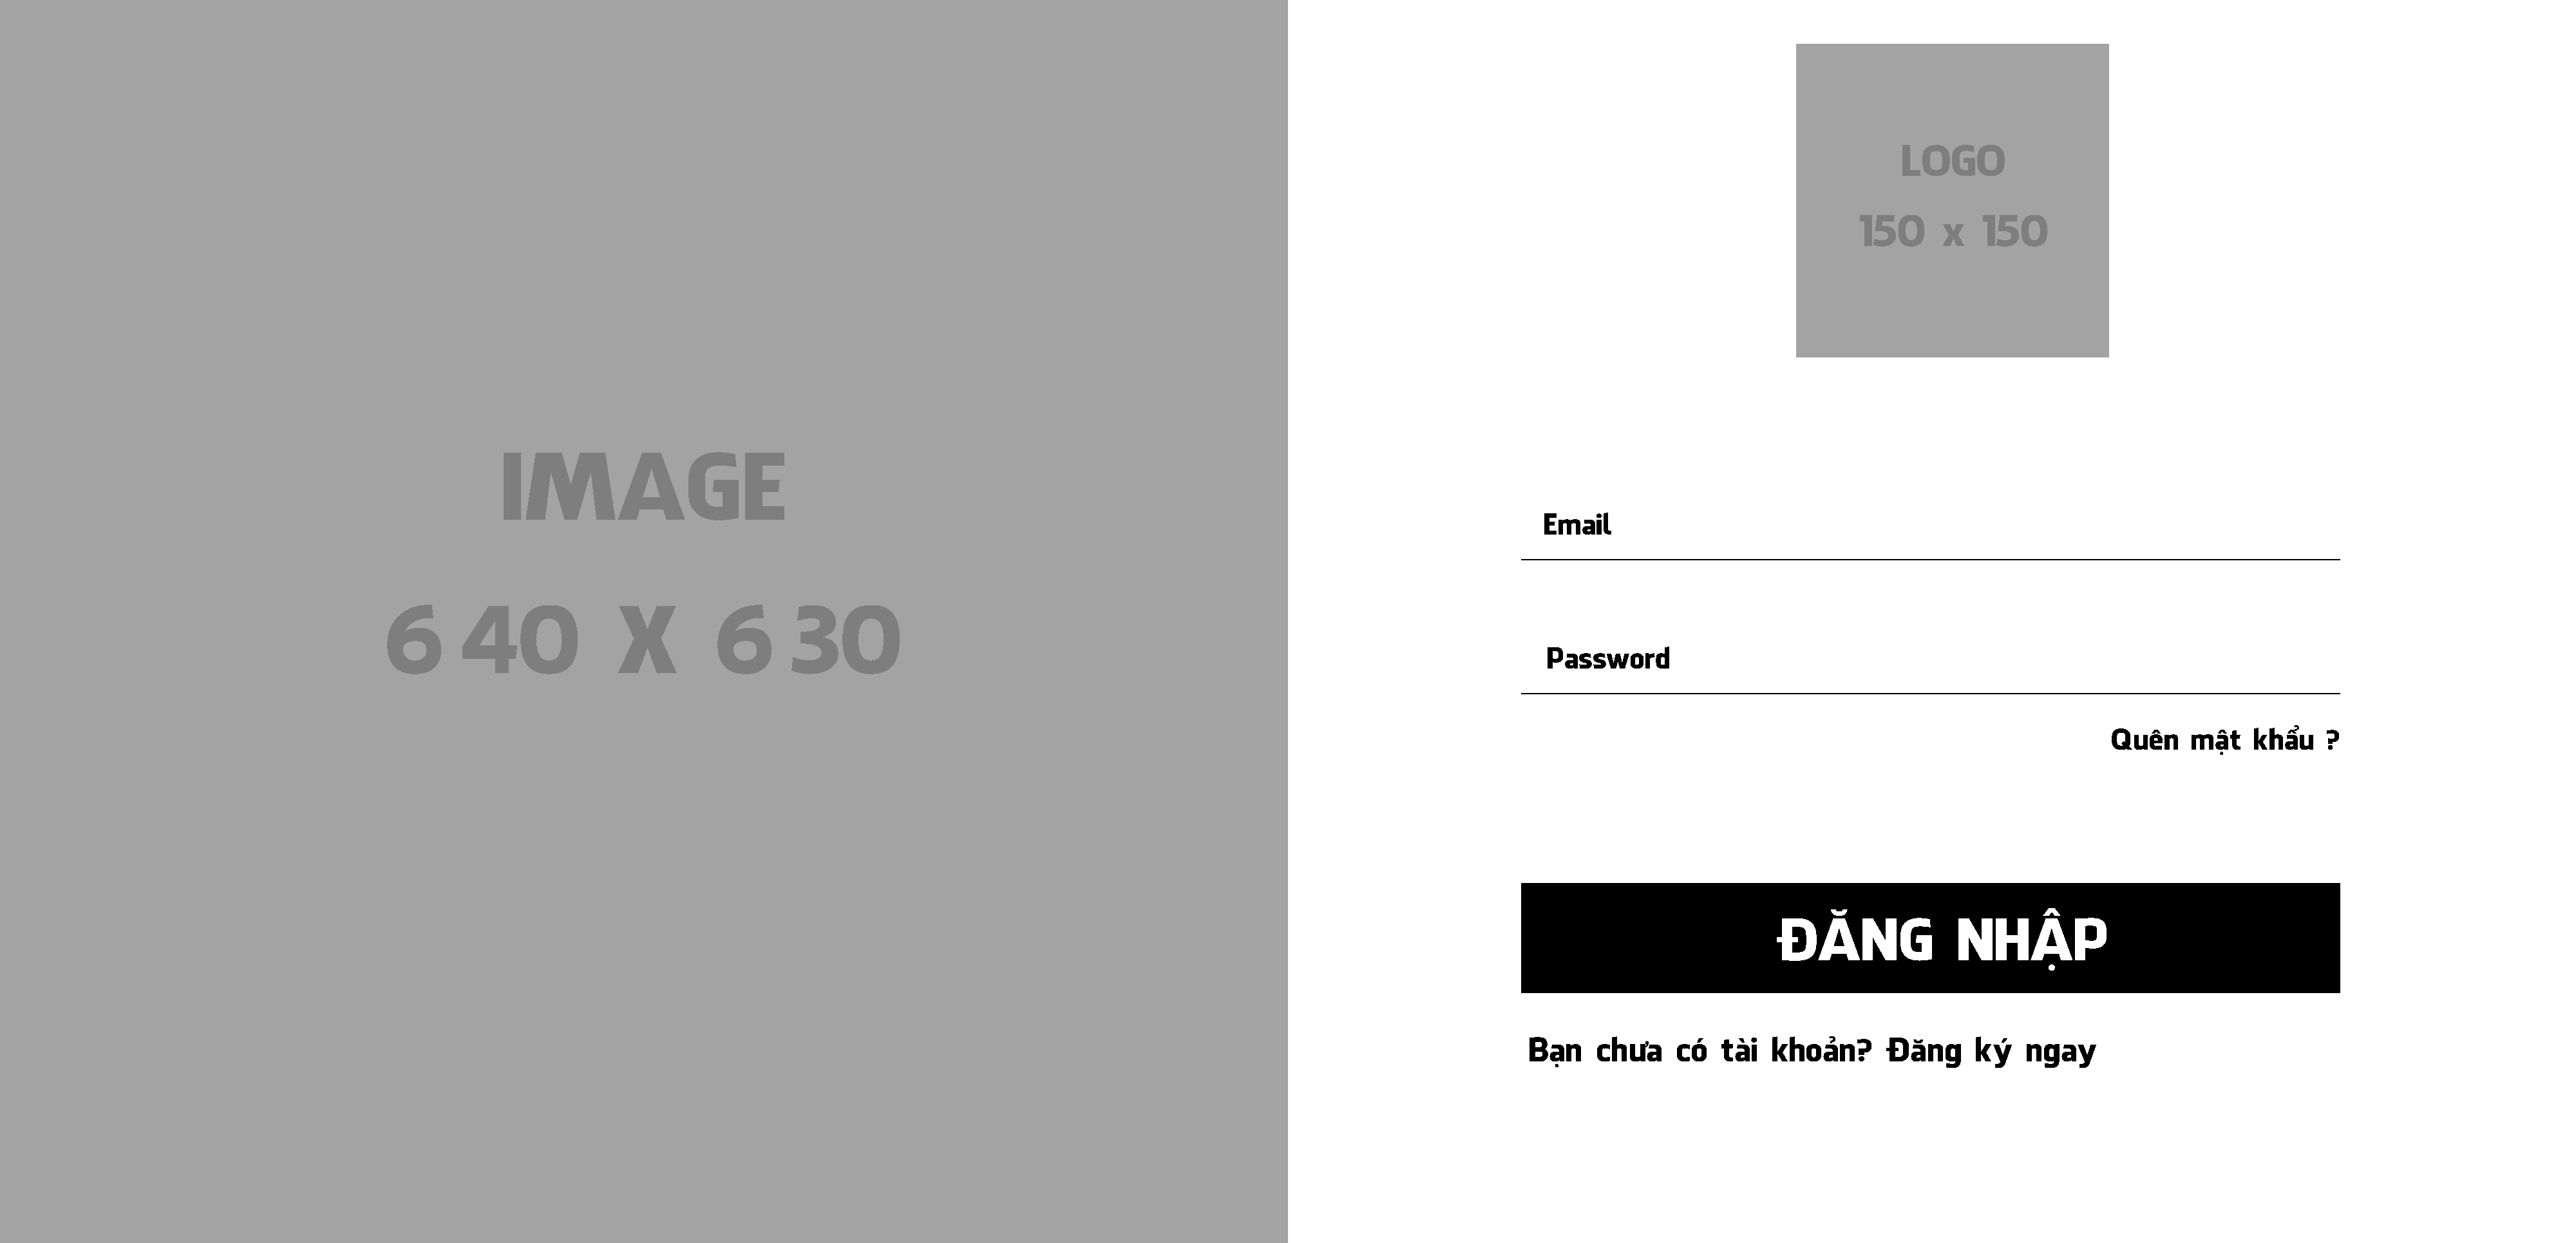 IMAGE
640 X 630
LOGO
150 x 150
Email
Password
Quên mật khẩu ?
ĐĂNG NHẬP
Bạn chưa có tài khoản? Đăng ký ngay